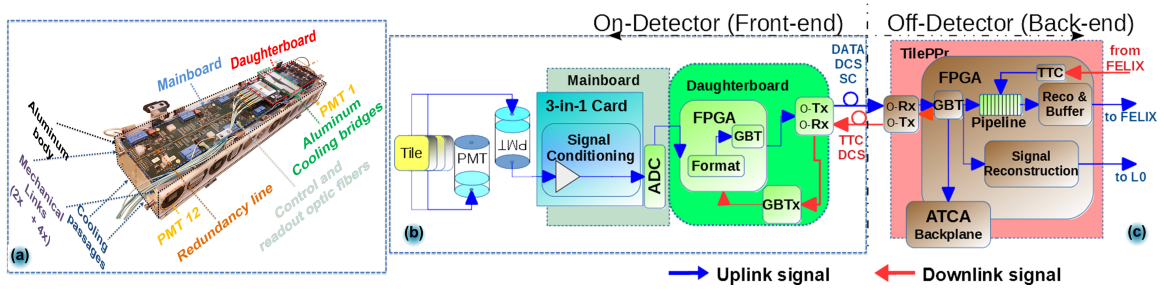 Daughterboard
Mainboard
PMT 1
Aluminum
Cooling bridges
Aluminum
body
Mechanical
Links
(2x + 4x)
Cooling
passages
PMT 12
Redundancy line
Control and
readout optic fibers
(a)
On-Detector (Front-end)
Off-Detector (Back-end)
DATA
DCS
SC
Mainboard
Daughterboard
3-in-1 Card
Signal
Conditioning
Tile
PMT
PMT
ADC
FPGA
GBT
Format
GBTx
O-Tx
O-Rx
TTC
DCS
(b)
TilePPr
from
FELIX
FPGA
TTC
O-Rx
O-Tx
GBT
Pipeline
Reco &
Buffer
to FELIX
Signal
Reconstruction
to L0
ATCA
Backplane
(c)
Uplink signal
Downlink signal